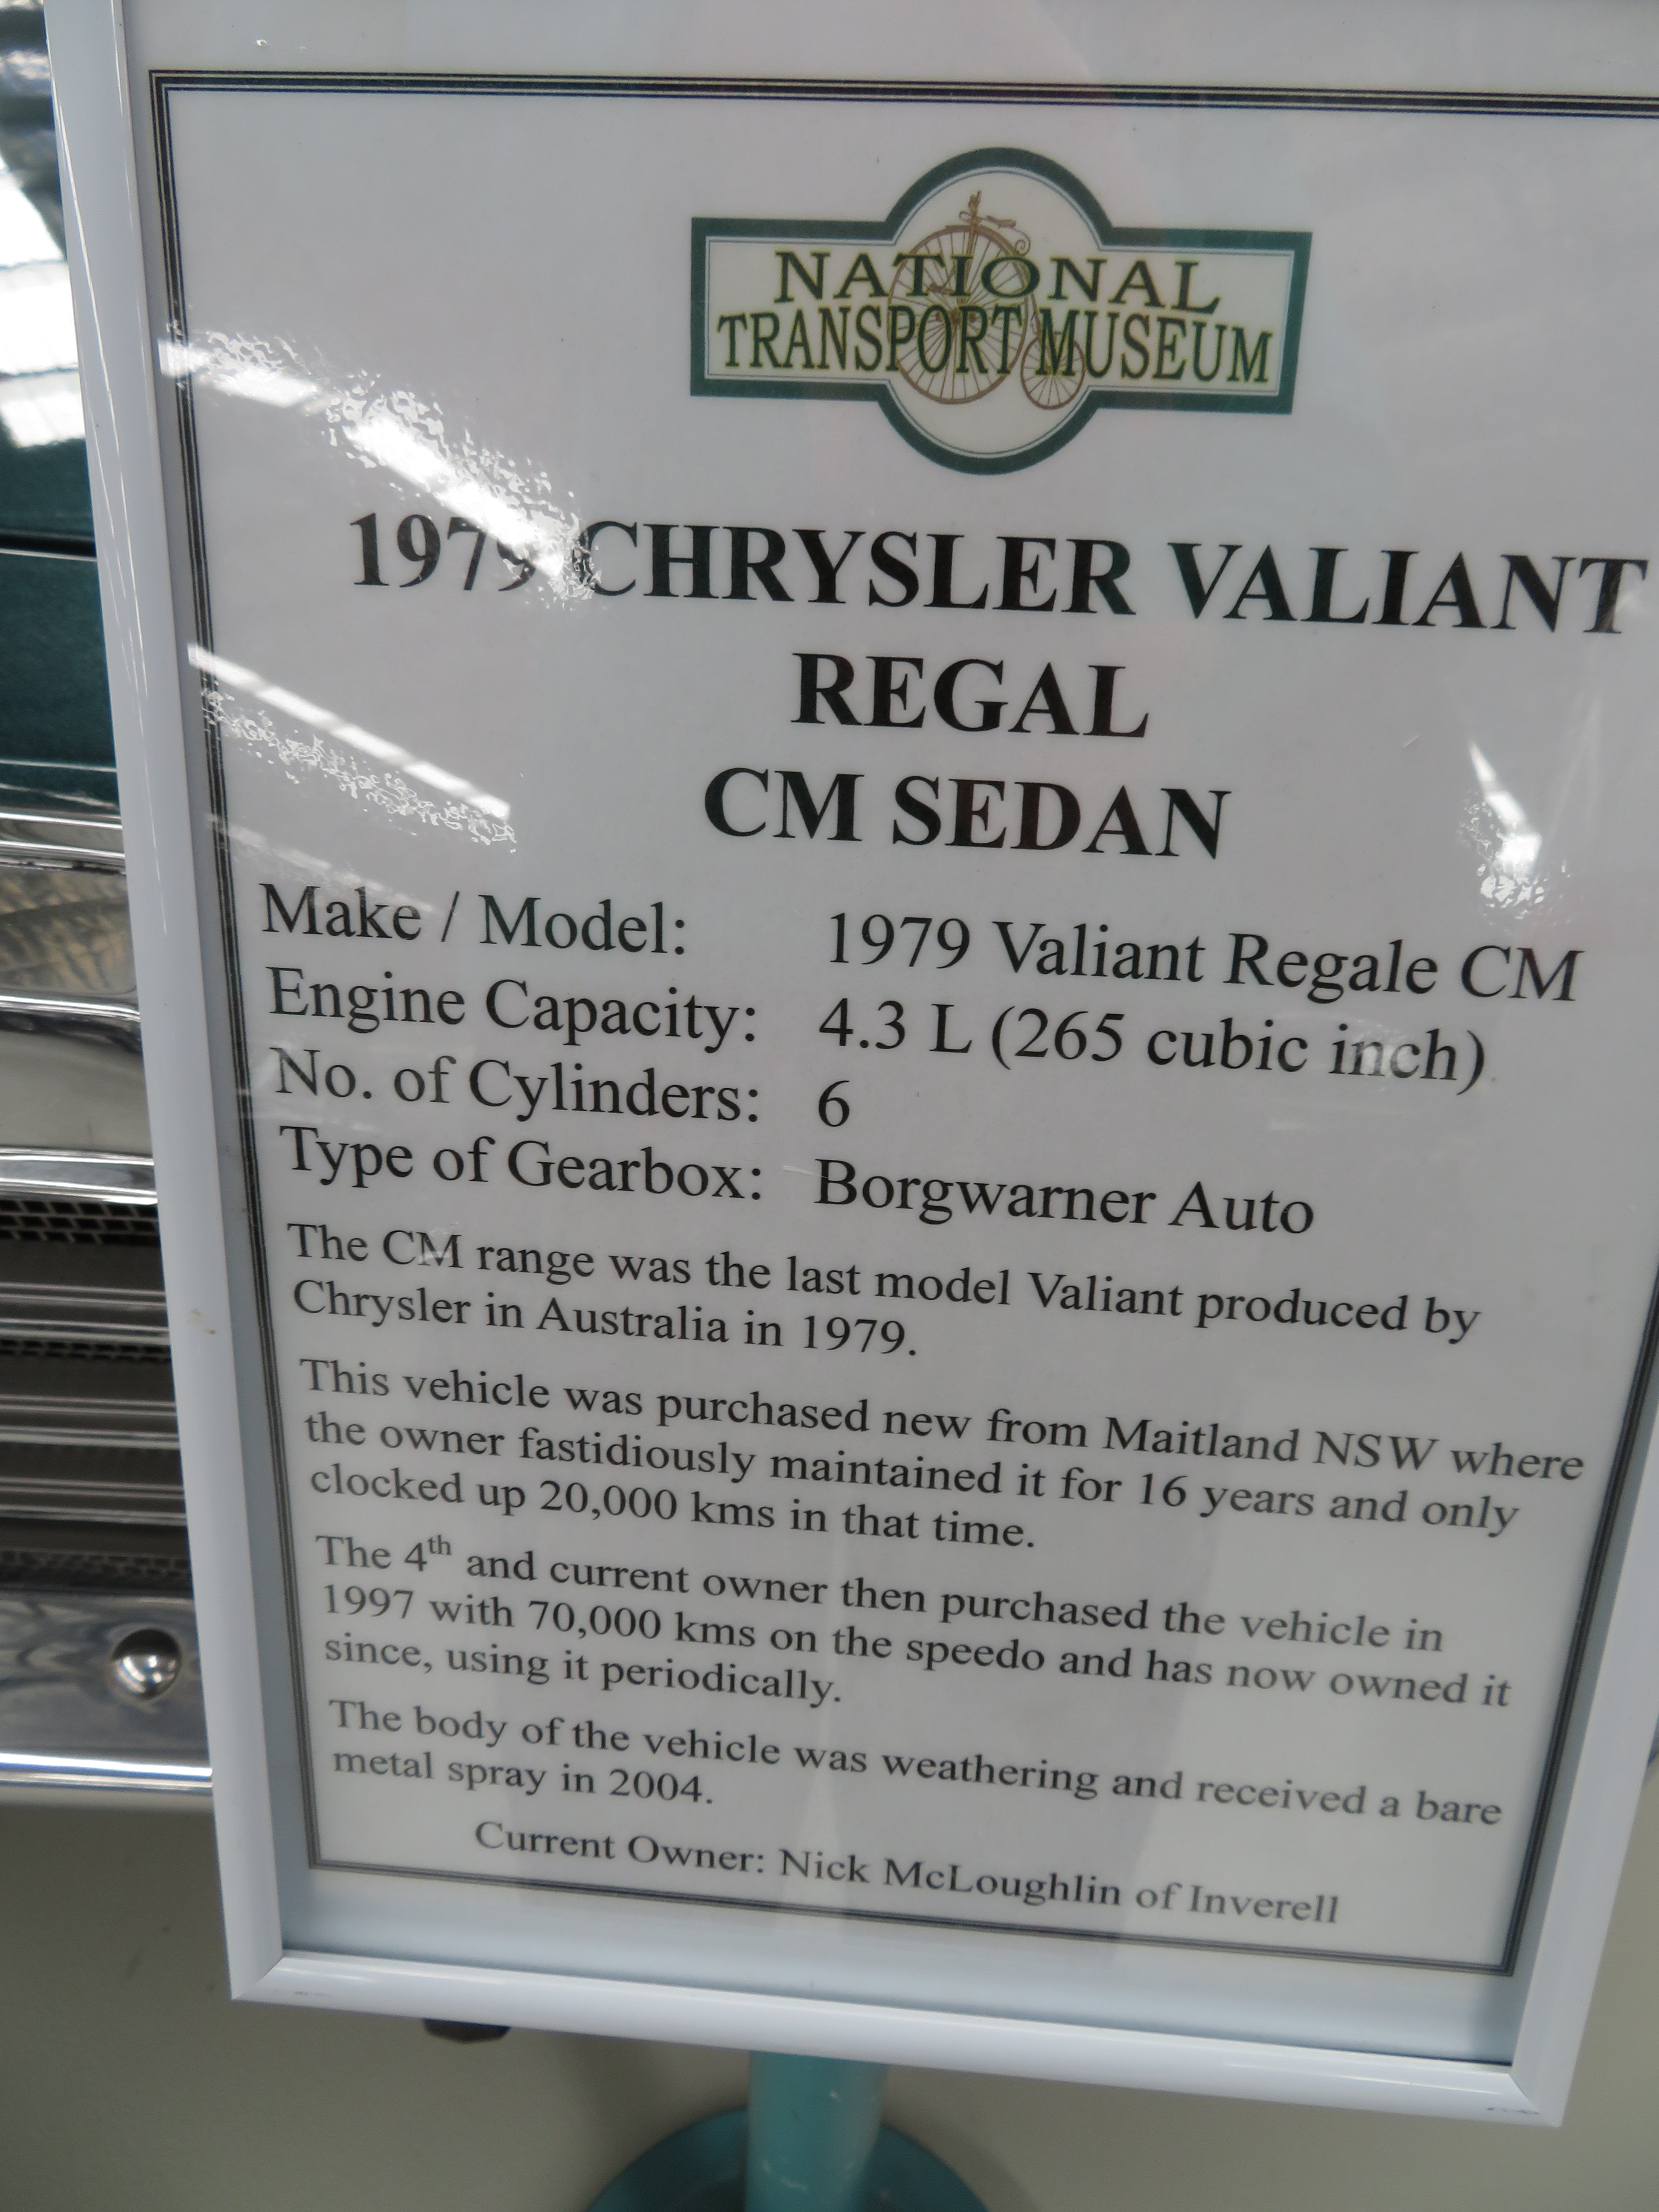 NATIONAL
TRANSPORT MUSEUM
1979 CHRYSLER VALIANT
REGAL
CM SEDAN
Make / Model: 1979 Valiant Regale CM
Engine Capacity: 4.3 L (265 cubic inch)
No. of Cylinders: 6
Type of Gearbox: Borgwarner Auto
The CM range was the last model Valiant produced by
Chrysler in Australia in 1979.
This vehicle was purchased new from Maitland NSW where
the owner fastidiously maintained it for 16 years and only
clocked up 20,000 kms in that time.
The 4th and current owner then purchased the vehicle in
1997 with 70,000 kms on the speedo and has now owned it
since, using it periodically.
The body of the vehicle was weathering and received a bare
metal spray in 2004.
Current Owner: Nick McLoughlin of Inverell